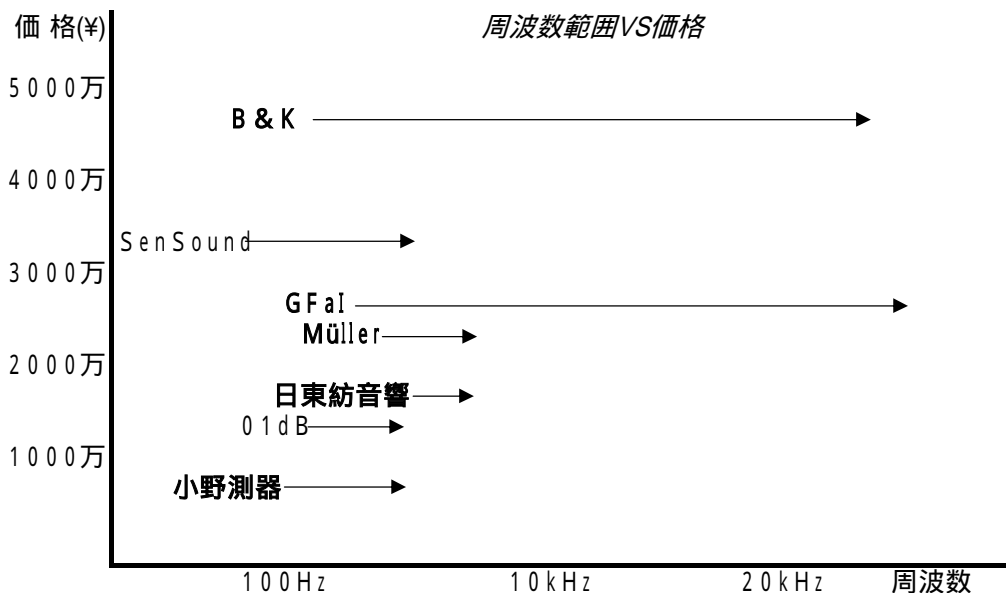 価 格(¥)
周波数範囲VS価格
5000万
B&K
4000万
SenSound
3000万
GFaI
Müller
2000万
日東紡音響
01dB
1000万
小野測器
100Hz 10kHz 20kHz 周波数